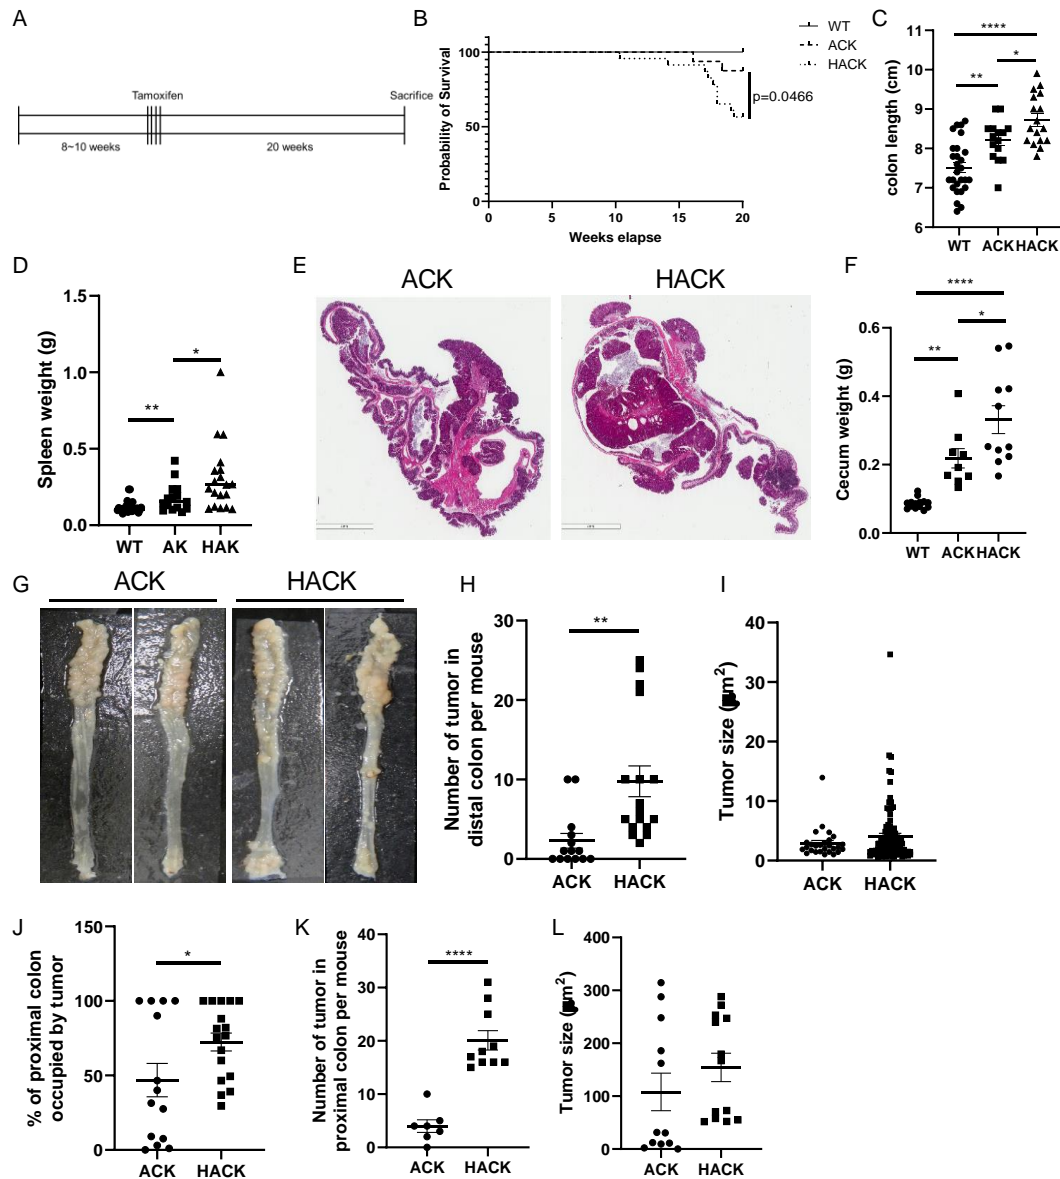 A
Tamoxifen
Sacrifice
8~10 weeks
20 weeks
B
WT
ACK
HACK
Probability of Survival
100
50
0
0 5 10 15 20
Weeks elapse
p=0.0466
C
colon length (cm)
11
10
9
8
7
6
****
**
*
WT ACK HACK
D
Spleen weight (g)
1.5
1.0
0.5
0.0
**
*
WT AK HAK
E
ACK HACK
F
Cecum weight (g)
0.6
0.4
0.2
0.0
****
**
*
WT ACK HACK
G
ACK HACK
H
Number of tumor in
distal colon per mouse
30
20
10
0
**
ACK HACK
I
Tumor size
40
30
20
10
0
ACK HACK
J
% of proximal colon
occupied by tumor
150
100
50
0
*
ACK HACK
K
Number of tumor in
proximal colon per mouse
40
30
20
10
0
****
ACK HACK
L
Tumor size
400
300
200
100
0
ACK HACK